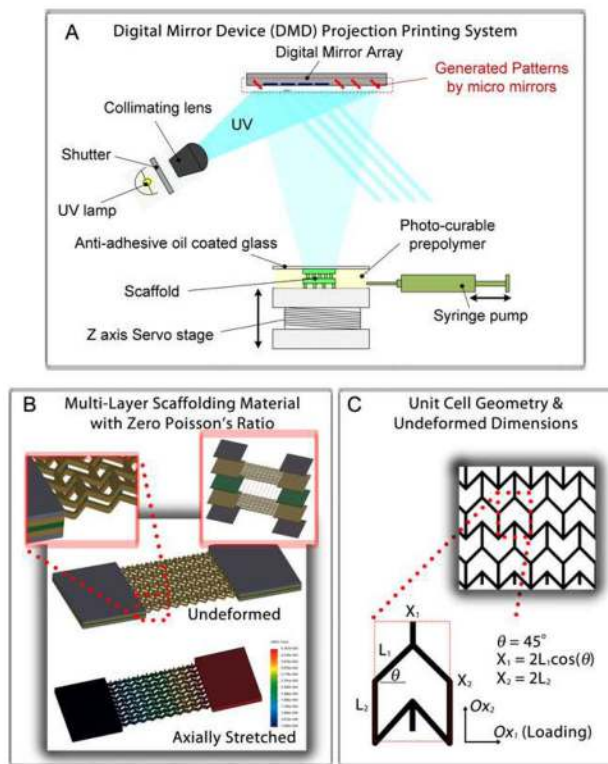 A
Digital Mirror Device (DMD) Projection Printing System
Digital Mirror Array
Generated Patterns
by micro mirrors
Collimating lens
UV
Shutter
UV lamp
Photo-curable
prepolymer
Anti-adhesive oil coated glass
Scaffold
Z axis Servo stage
Syringe pump
B
Multi-Layer Scaffolding Material
with Zero Poisson's Ratio
Undeformed
Axially Stretched
C
Unit Cell Geometry &
Undeformed Dimensions
X₁
L₁
X₂
θ
L₂
θ = 45°
X₁ = 2L₁cos(θ)
X₂ = 2L₂
Ox₂
Ox₁ (Loading)